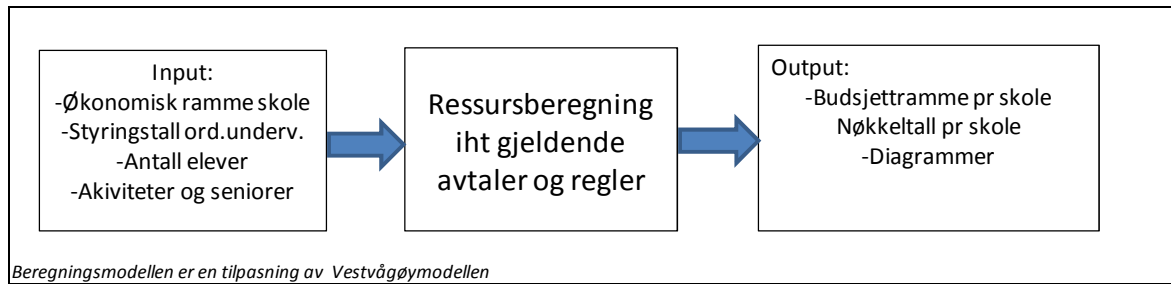 Input:
-Økonomisk ramme skole
-Styringstall ord.underv.
-Antall elever
-Akiviteter og seniorer
Ressursberegning
iht gjeldende
avtaler og regler
Output:
-Budsjettramme pr skole
Nøkkeltall pr skole
-Diagrammer
Beregningsmodellen er en tilpasning av Vestvågøymodellen